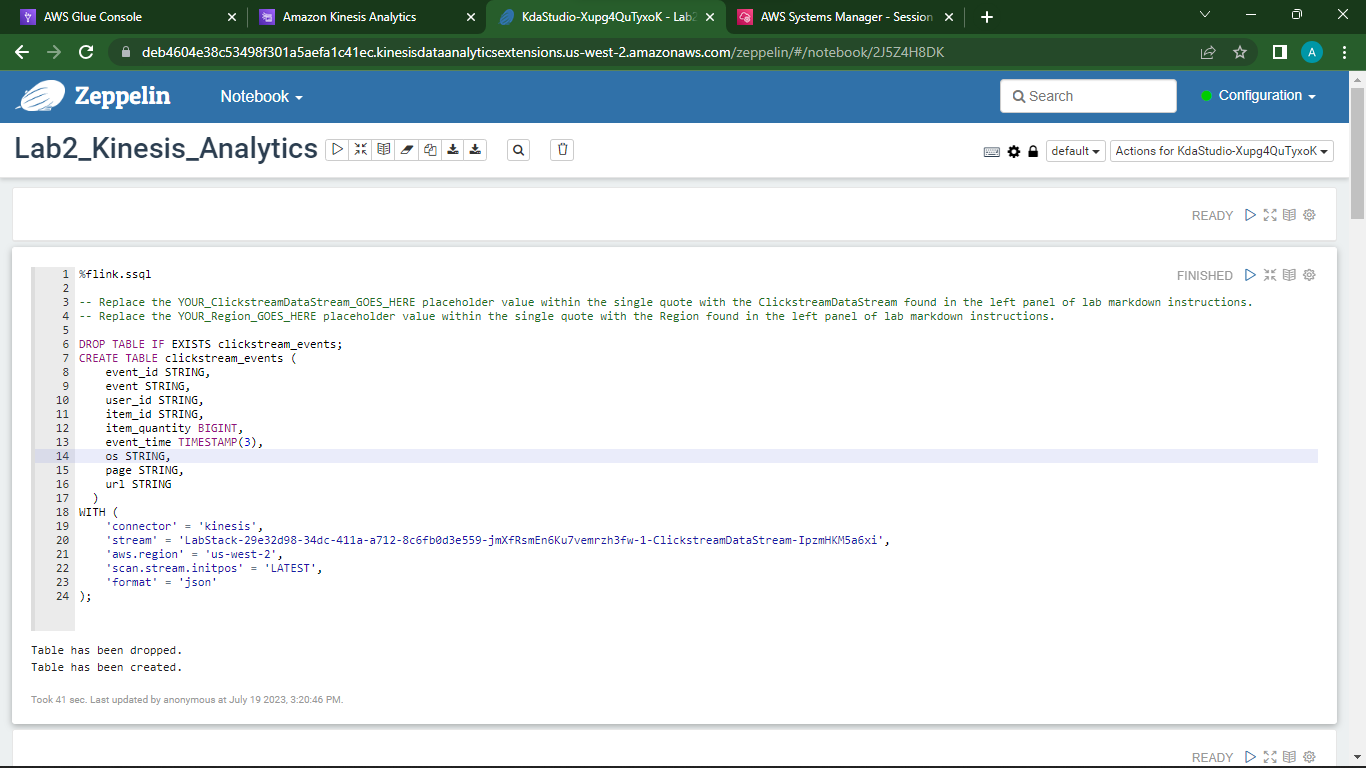 AWS Glue Console
Amazon Kinesis Analytics
KdaStudio-Xupg4QuTyxoK - Lab2
AWS Systems Manager - Session
deb4604e38c53498f301a5aefa1c41ec.kinesisdataanalyticsextensions.us-west-2.amazonaws.com/zeppelin/#/notebook/2J5Z4H8DK
A
Zeppelin
Notebook
Search
Configuration
Lab2_Kinesis_Analytics
default
Actions for KdaStudio-Xupg4QuTyxoK
READY
FINISHED
1 %flink.ssql
2
3 -- Replace the YOUR_ClickstreamDataStream_GOES_HERE placeholder value within the single quote with the ClickstreamDataStream found in the left panel of lab markdown instructions.
4 -- Replace the YOUR_Region_GOES_HERE placeholder value within the single quote with the Region found in the left panel of lab markdown instructions.
5
6 DROP TABLE IF EXISTS clickstream_events;
7 CREATE TABLE clickstream_events (
8 event_id STRING,
9 event STRING,
10 user_id STRING,
11 item_id STRING,
12 item_quantity BIGINT,
13 event_time TIMESTAMP(3),
14 os STRING,
15 page STRING,
16 url STRING
17 )
18 WITH (
19 'connector' = 'kinesis',
20 'stream' = 'LabStack-29e32d98-34dc-411a-a712-8c6fb0d3e559-jmXfRsmEn6Ku7vemrzh3fw-1-ClickstreamDataStream-IpzmHKM5a6xi',
21 'aws.region' = 'us-west-2',
22 'scan.stream.initpos' = 'LATEST',
23 'format' = 'json'
24 );
Table has been dropped.
Table has been created.
Took 41 sec. Last updated by anonymous at July 19 2023, 3:20:46 PM.
READY